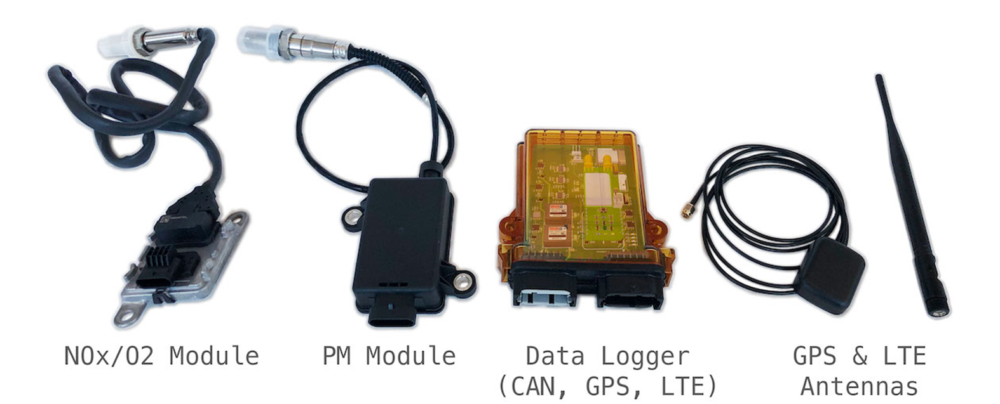 NOx/O2 Module
PM Module
Data Logger
(CAN, GPS, LTE)
GPS & LTE
Antennas